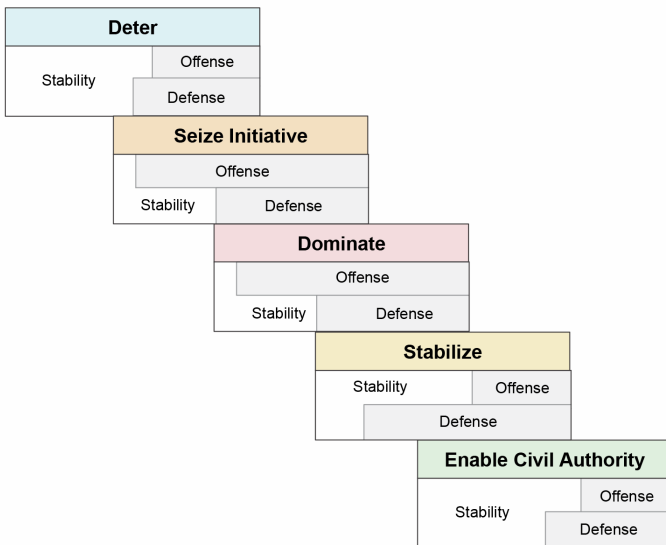 Deter
Offense
Stability
Defense
Seize Initiative
Offense
Stability
Defense
Dominate
Offense
Stability
Defense
Stabilize
Stability
Offense
Defense
Enable Civil Authority
Offense
Stability
Defense